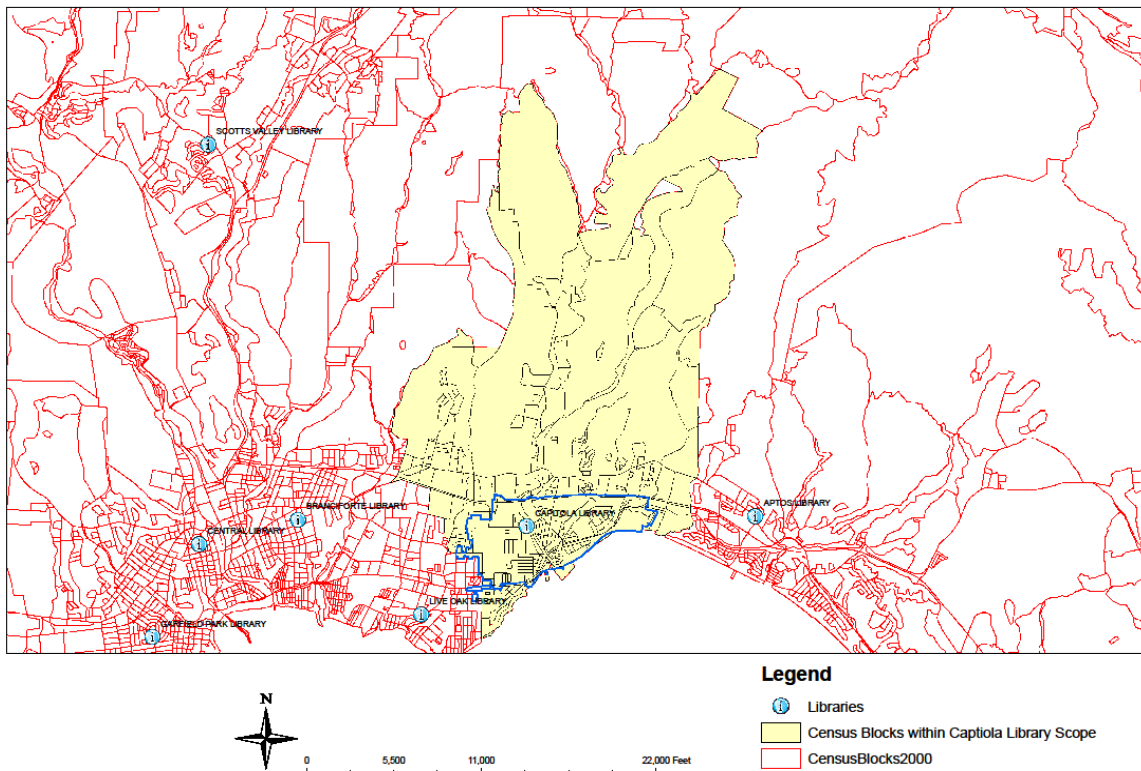 SCOTTS VALLEY LIBRARY
BRANCIFORTE LIBRARY
CAPITOLA LIBRARY
APTOS LIBRARY
CENTRAL LIBRARY
LIVE OAK LIBRARY
GARFIELD PARK LIBRARY
Legend
Libraries
Census Blocks within Captiola Library Scope
CensusBlocks2000
N
0 5,500 11,000 22,000 Feet